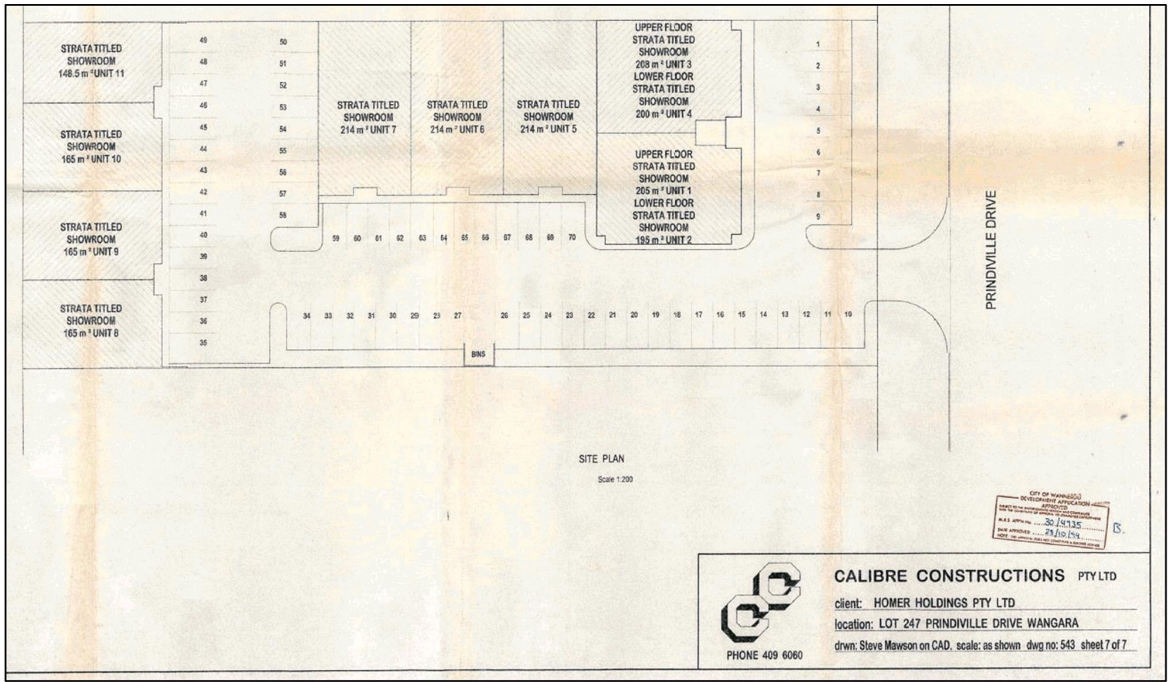 STRATA TITLED
SHOWROOM
148.5 m² UNIT 11
STRATA TITLED
SHOWROOM
165 m² UNIT 10
STRATA TITLED
SHOWROOM
165 m² UNIT 9
STRATA TITLED
SHOWROOM
165 m² UNIT 8
49
48
47
46
45
44
43
42
41
40
39
38
37
36
35
50
51
52
53
54
55
56
57
58
STRATA TITLED
SHOWROOM
214 m² UNIT 7
STRATA TITLED
SHOWROOM
214 m² UNIT 6
STRATA TITLED
SHOWROOM
214 m² UNIT 5
UPPER FLOOR
STRATA TITLED
SHOWROOM
208 m² UNIT 3
LOWER FLOOR
STRATA TITLED
SHOWROOM
200 m² UNIT 4
UPPER FLOOR
STRATA TITLED
SHOWROOM
205 m² UNIT 1
LOWER FLOOR
STRATA TITLED
SHOWROOM
195 m² UNIT 2
1
2
3
4
5
6
7
8
9
59 60 61 62 63 64 65 66 67 68 69 70
34 33 32 31 30 29 28 27 26 25 24 23 22 21 20 19 18 17 16 15 14 13 12 11 10
BINS
PRINDIVILLE DRIVE
SITE PLAN
Scale 1:200
CITY OF WANNEROO
DEVELOPMENT APPLICATION
APPROVED
30/4935
DATE APPROVED 25/10/94
B.
CC
CALIBRE CONSTRUCTIONS PTY LTD
client: HOMER HOLDINGS PTY LTD
location: LOT 247 PRINDIVILLE DRIVE WANGARA
drwn: Steve Mawson on CAD. scale: as shown dwg no: 543 sheet 7 of 7
PHONE 409 6060